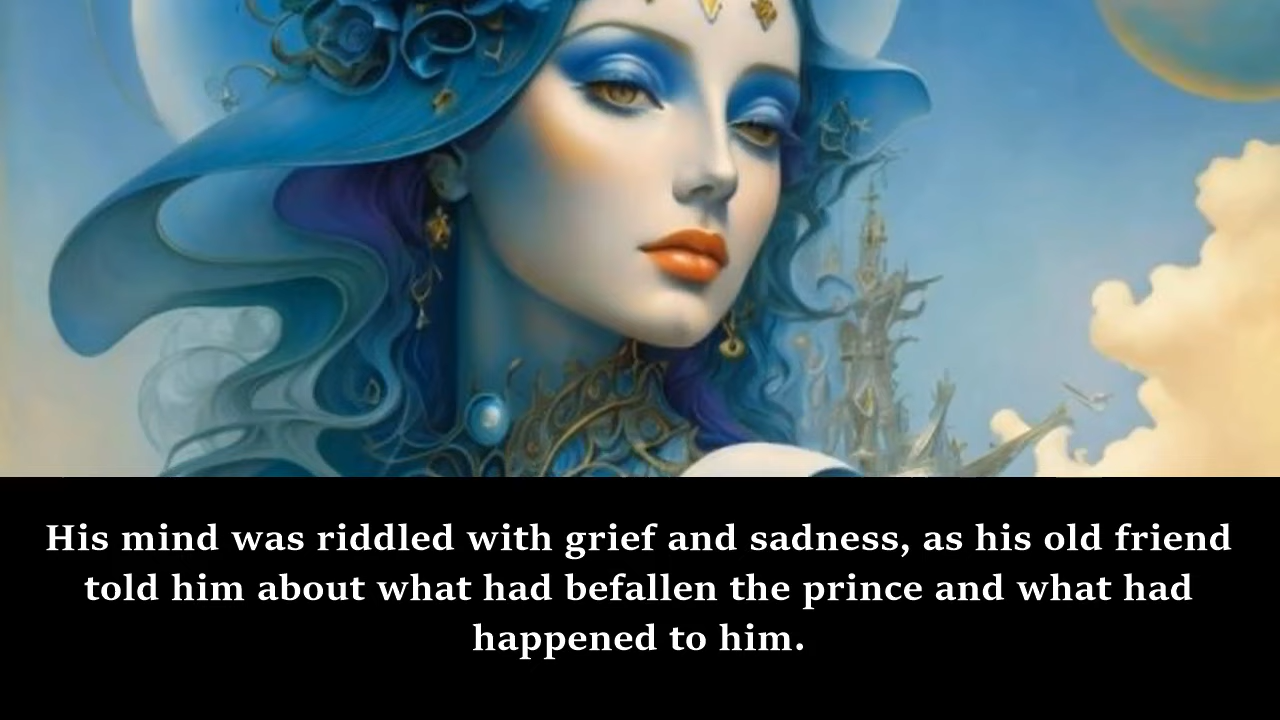 His mind was riddled with grief and sadness, as his old friend
told him about what had befallen the prince and what had
happened to him.